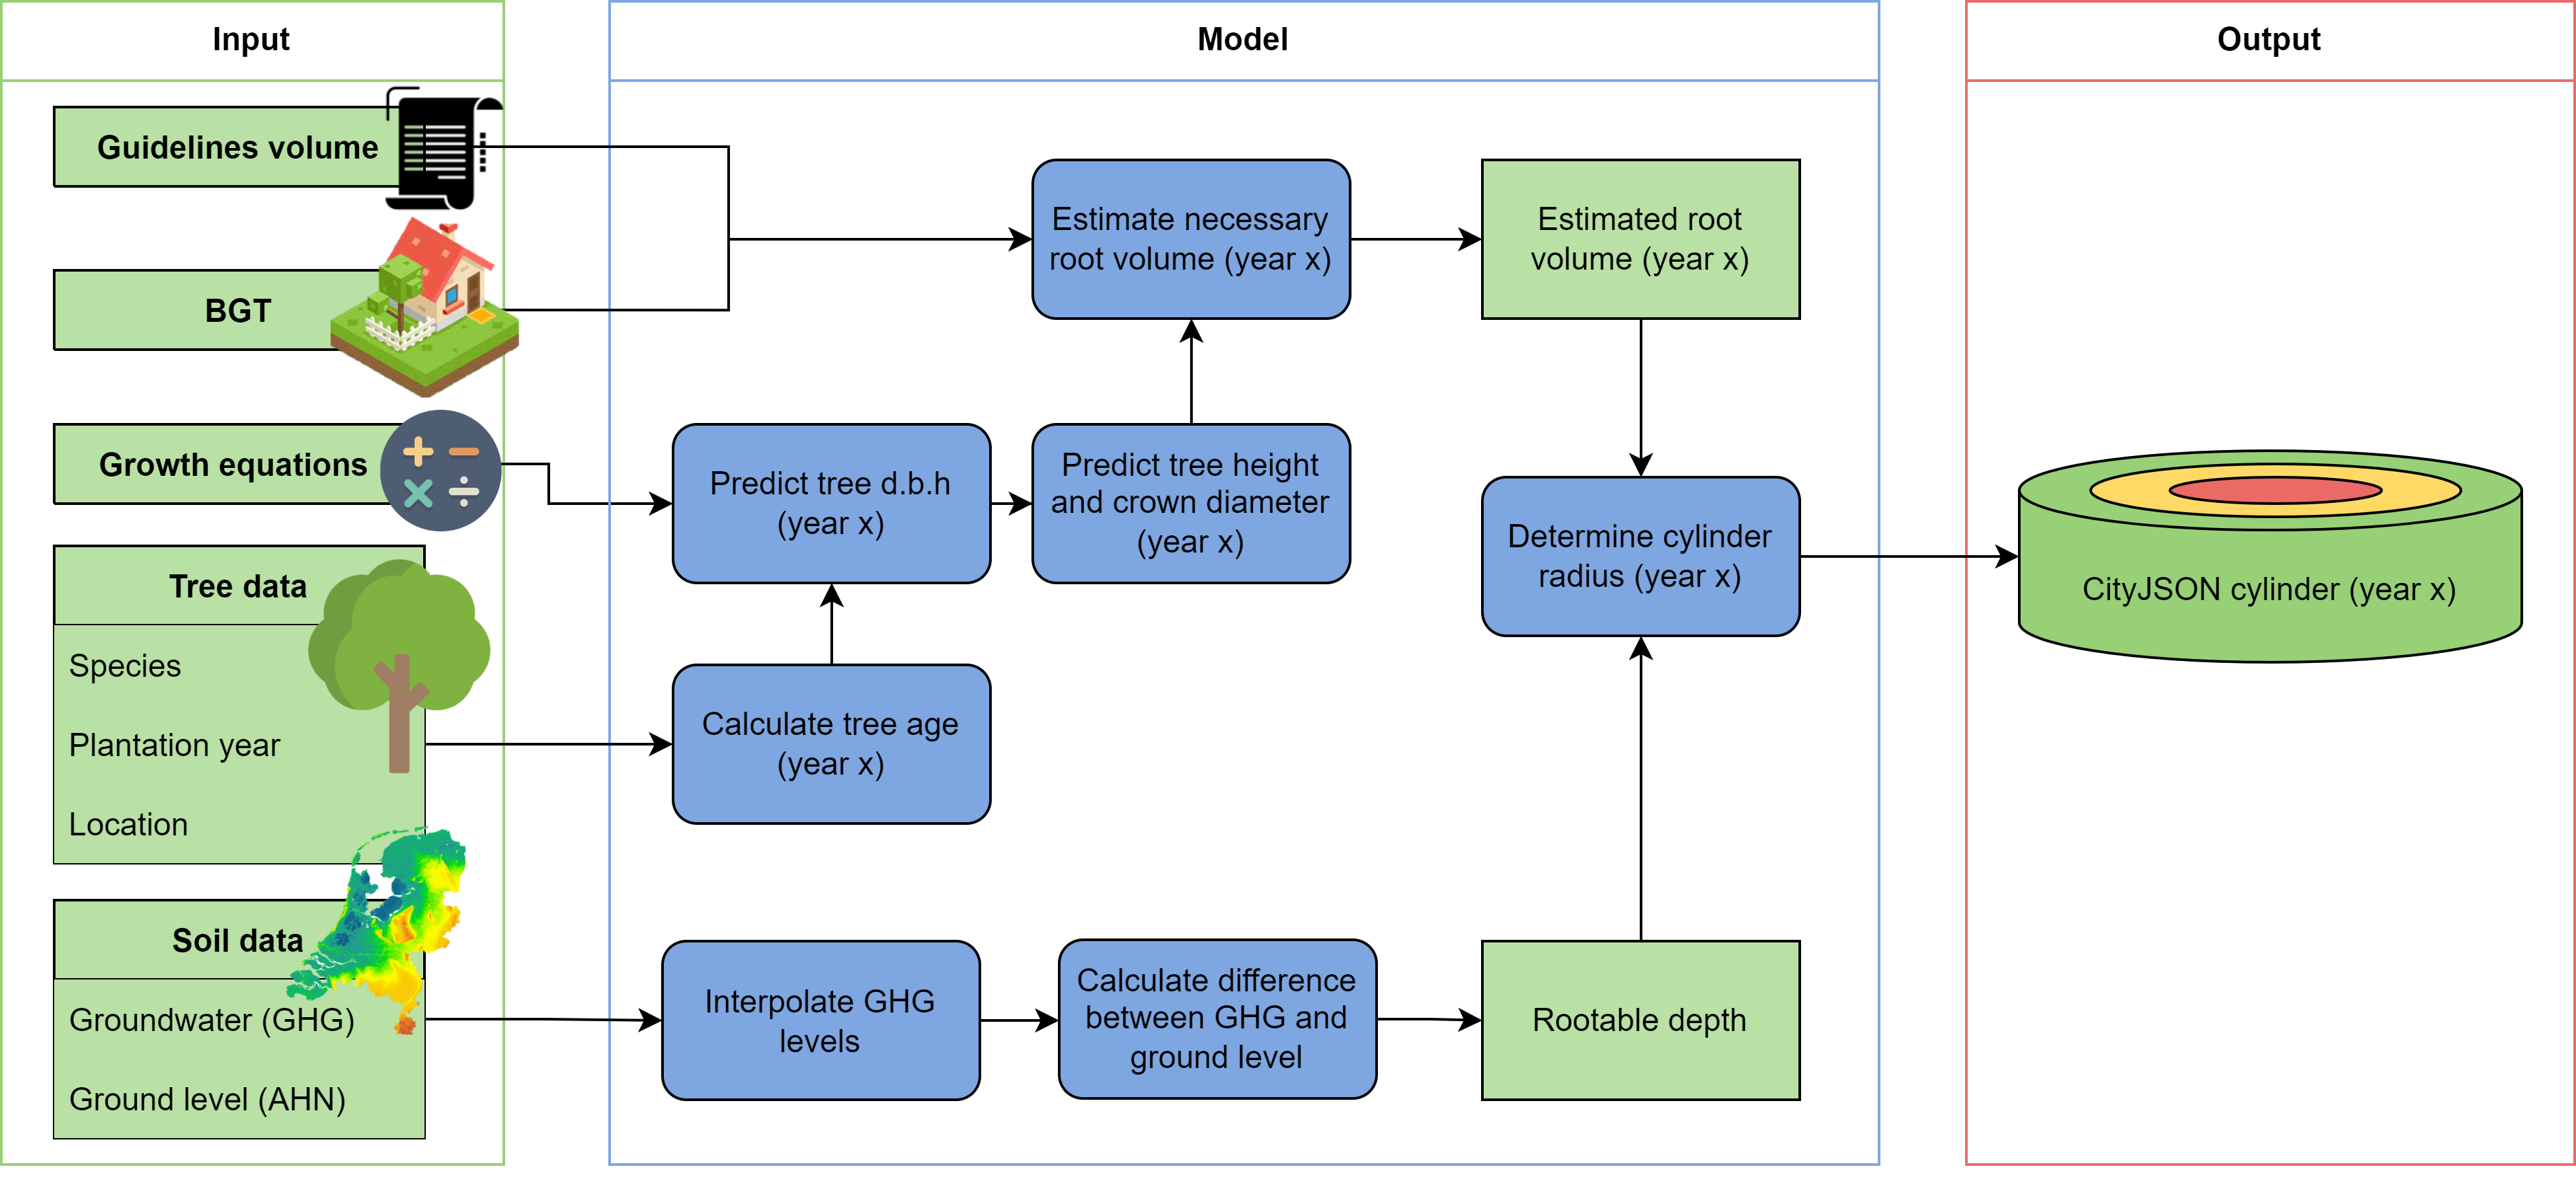 Input
Guidelines volume
BGT
Growth equations
Tree data
Species
Plantation year
Location
Soil data
Groundwater (GHG)
Ground level (AHN)
Model
Estimate necessary
root volume (year x)
Estimated root
volume (year x)
Predict tree d.b.h
(year x)
Predict tree height
and crown diameter
(year x)
Determine cylinder
radius (year x)
Calculate tree age
(year x)
Interpolate GHG
levels
Calculate difference
between GHG and
ground level
Rootable depth
Output
CityJSON cylinder (year x)